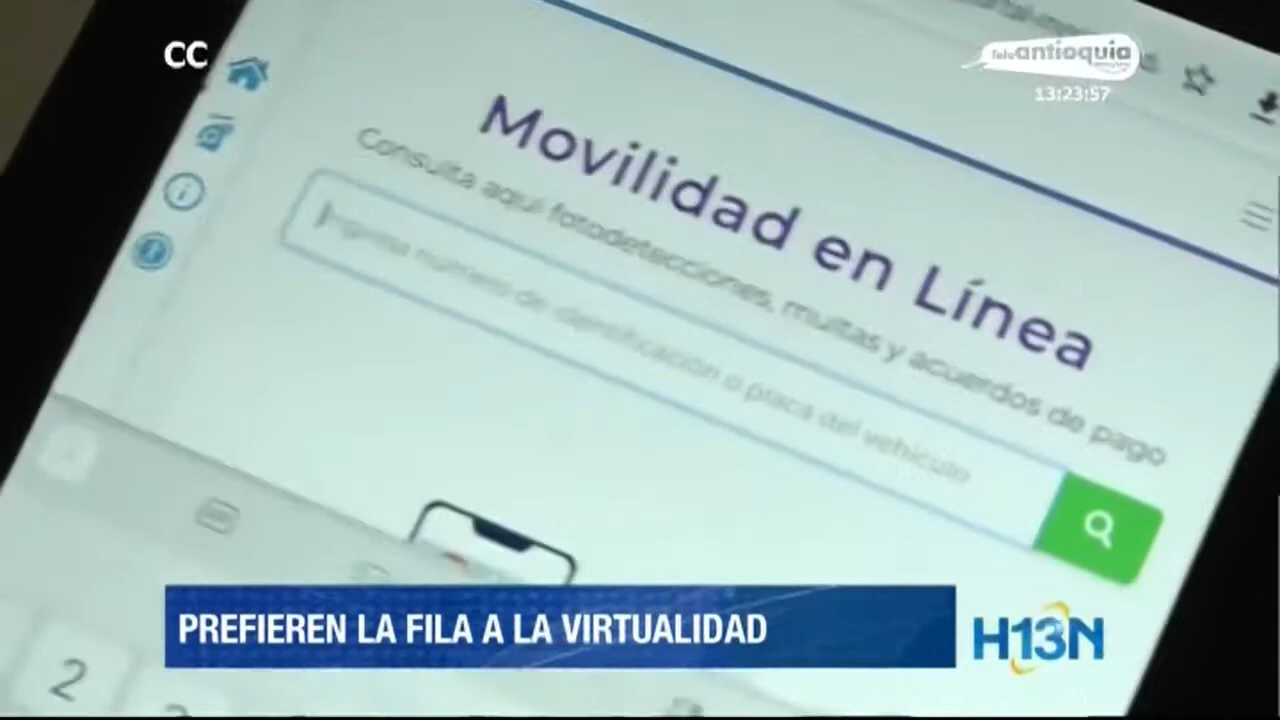 CC
teleantioquia
13:23:57
Movilidad en Línea
Consulta aquí fotodetecciones, multas y acuerdos de pago
Ingresa número de identificación o placa del vehículo
PREFIEREN LA FILA A LA VIRTUALIDAD
H13N
2